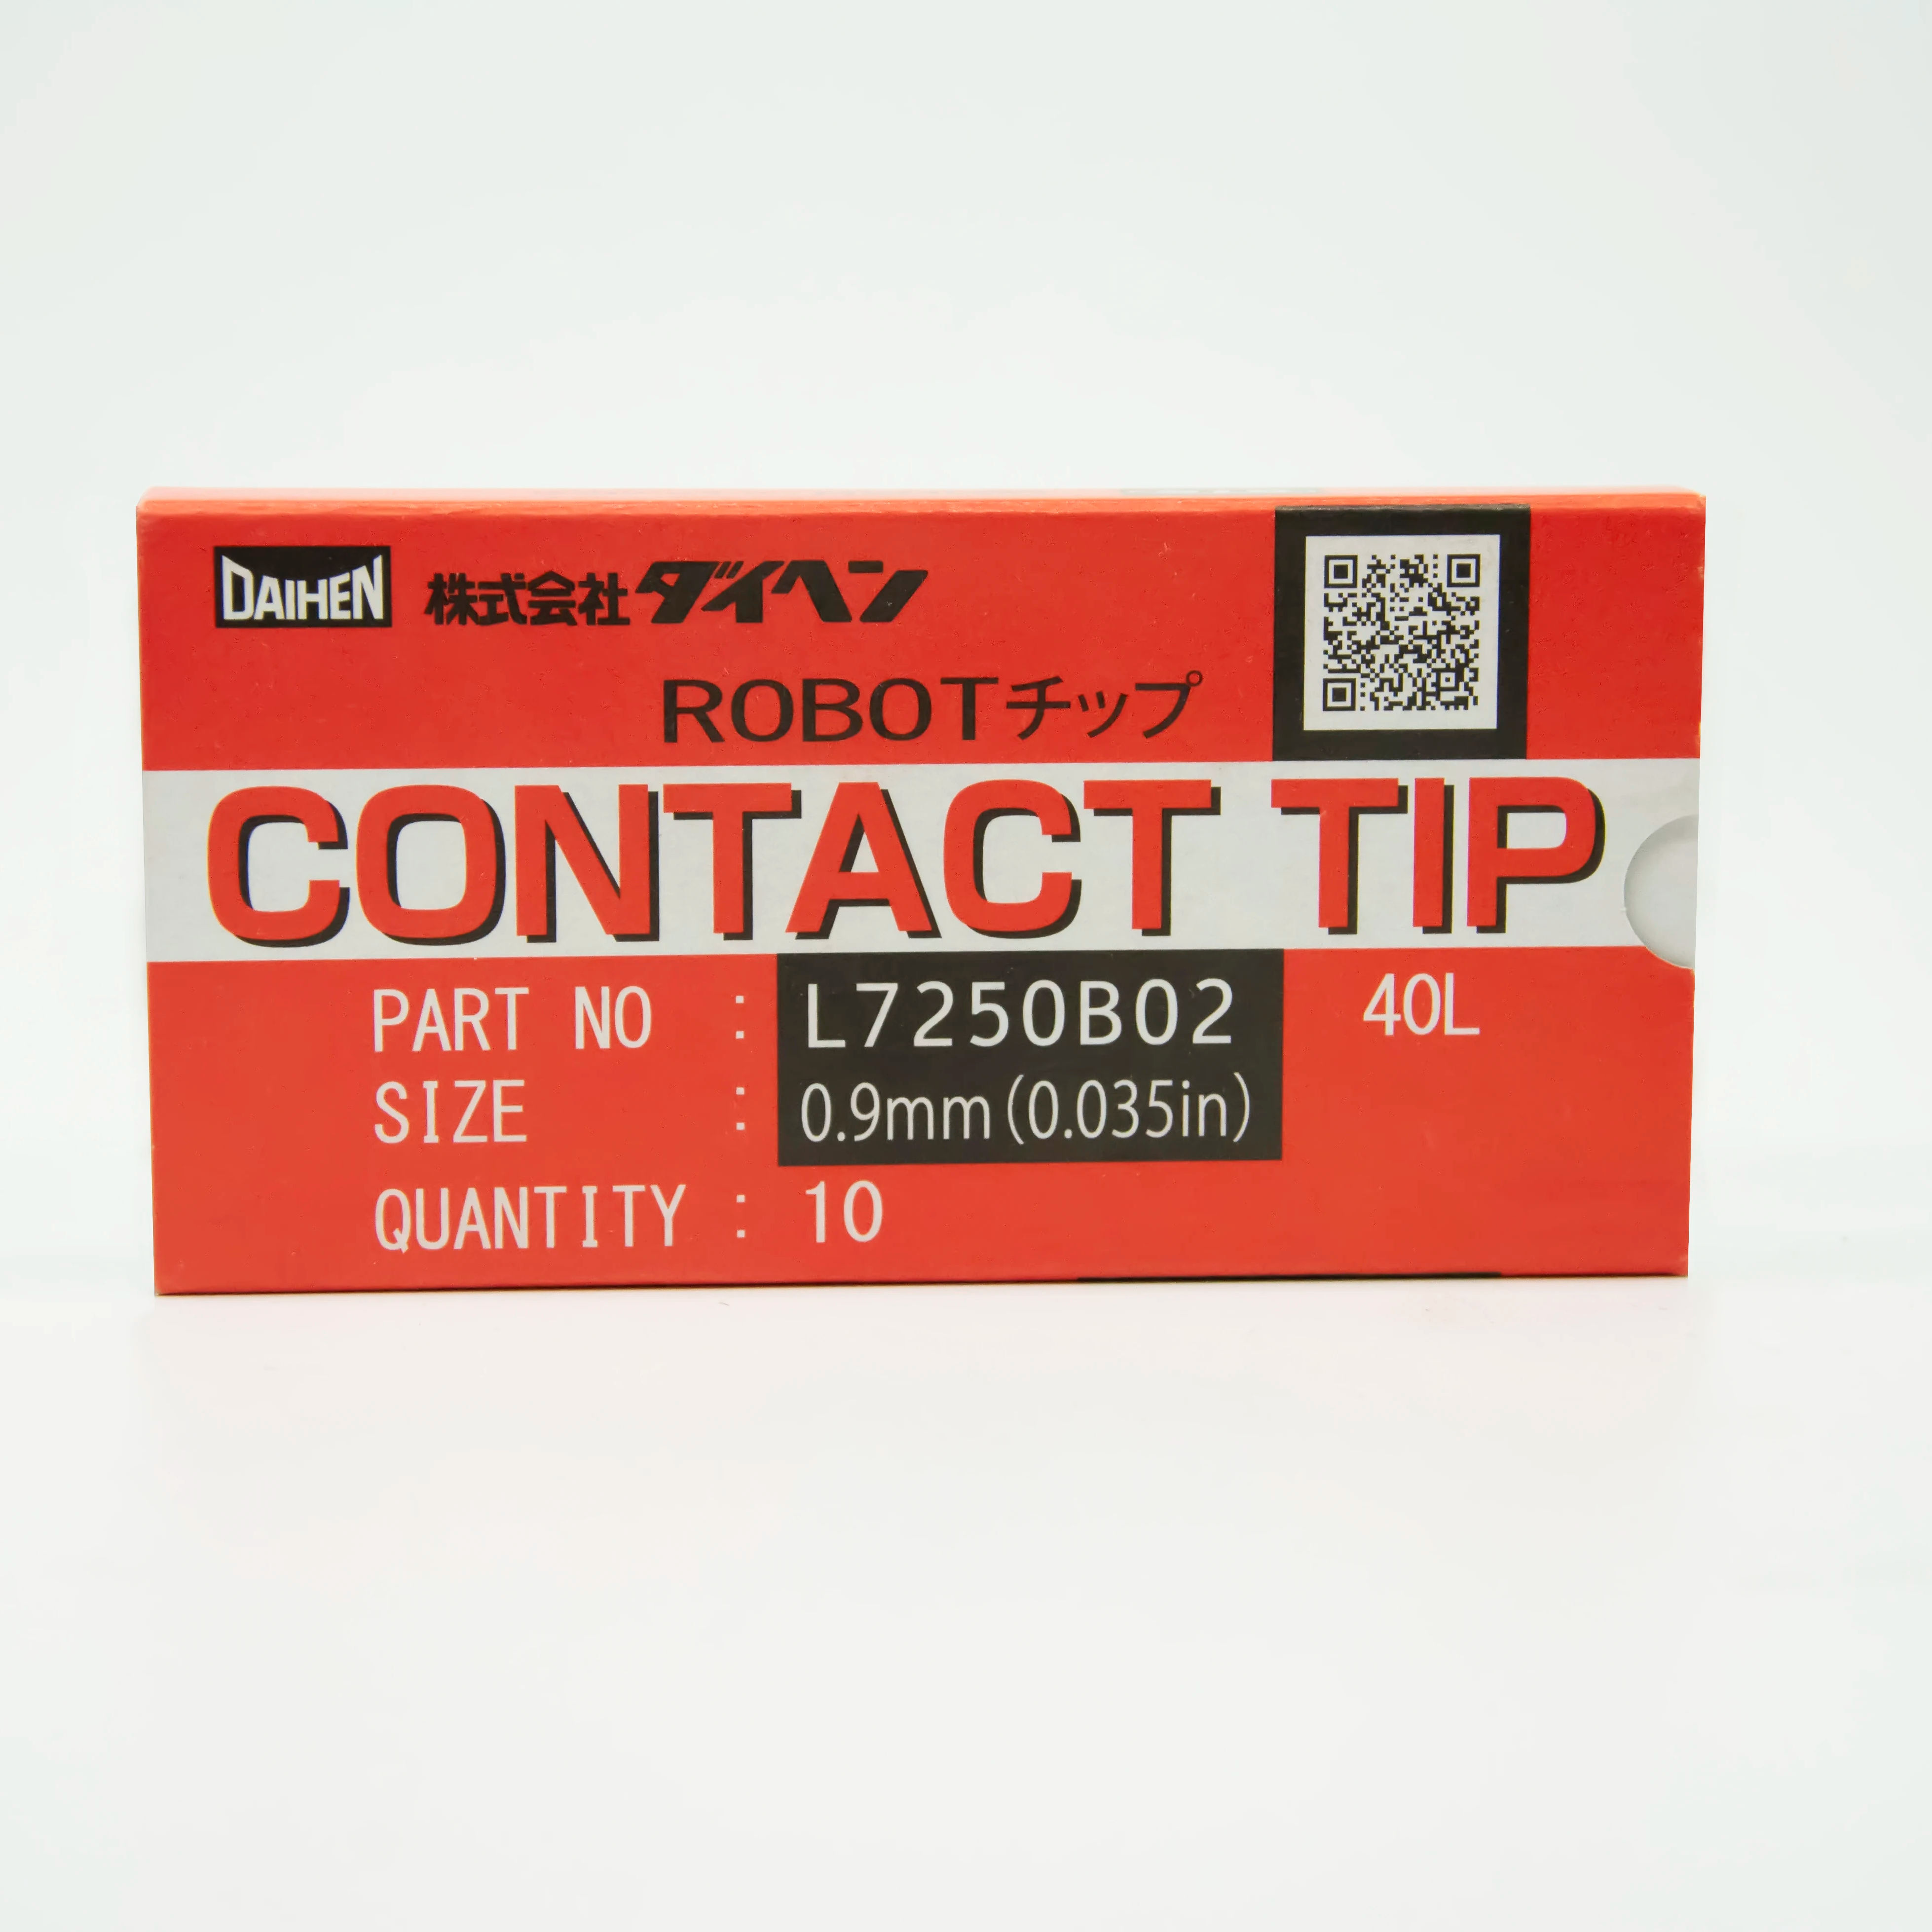 DAIHEN 株式会社ダイヘン
ROBOTチップ
CONTACT TIP
PART NO : L7250B02 40L
SIZE : 0.9mm(0.035in)
QUANTITY : 10